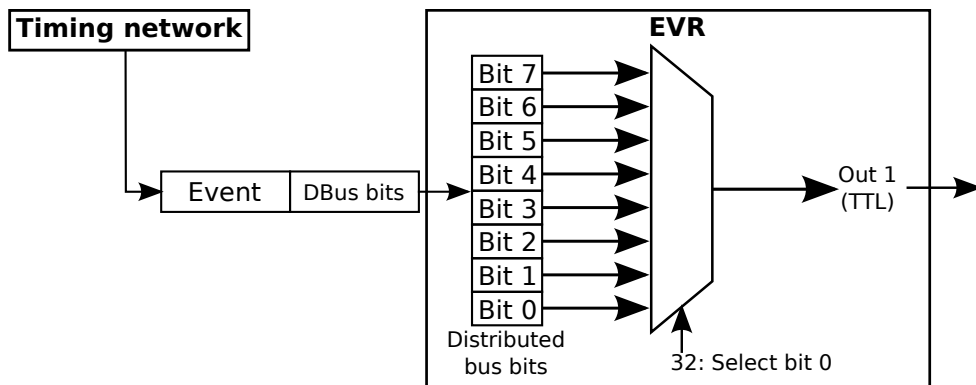 Timing network
EVR
Bit 7
Bit 6
Bit 5
Bit 4
Bit 3
Bit 2
Bit 1
Bit 0
Event
DBus bits
Out 1
(TTL)
Distributed
bus bits
32: Select bit 0